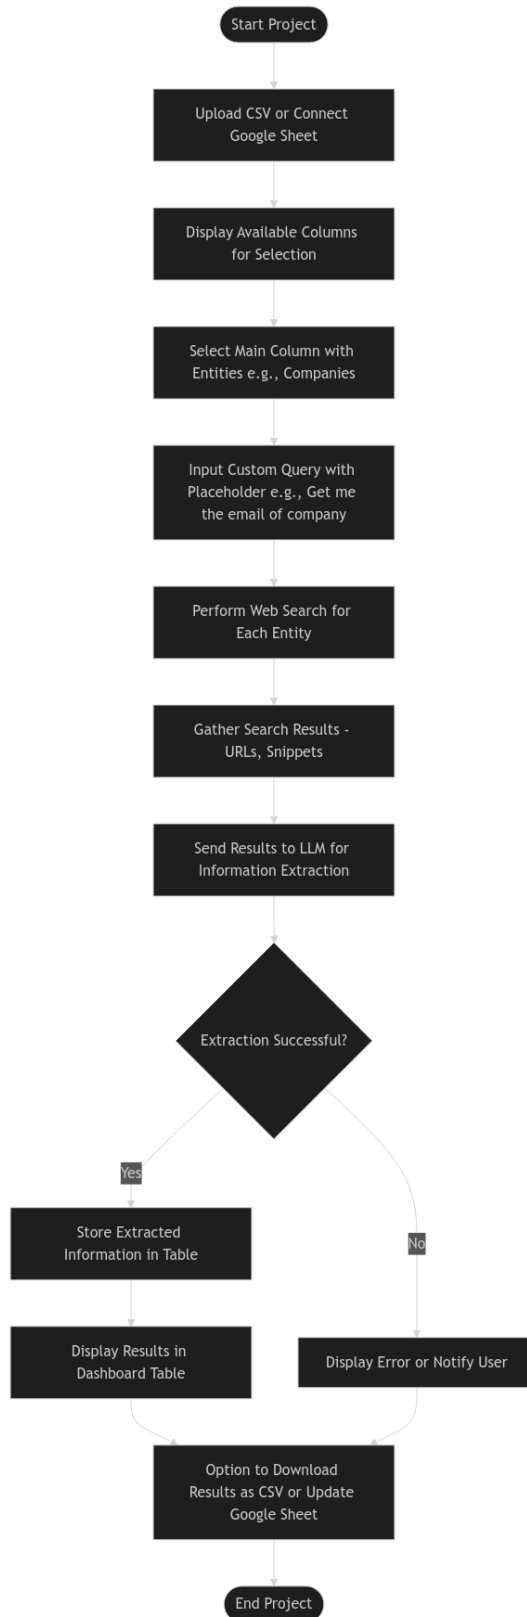 Start Project
Upload CSV or Connect
Google Sheet
Display Available Columns
for Selection
Select Main Column with
Entities e.g., Companies
Input Custom Query with
Placeholder e.g., Get me
the email of company
Perform Web Search for
Each Entity
Gather Search Results -
URLs, Snippets
Send Results to LLM for
Information Extraction
Extraction Successful?
Yes
Store Extracted
Information in Table
No
Display Results in
Dashboard Table
Display Error or Notify User
Option to Download
Results as CSV or Update
Google Sheet
End Project